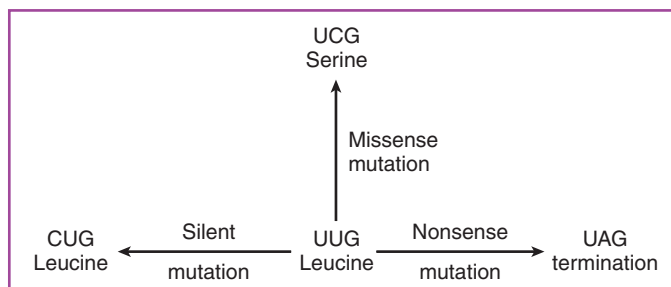 UCG
Serine
Missense
mutation
CUG
Leucine
Silent
mutation
UUG
Leucine
Nonsense
mutation
UAG
termination